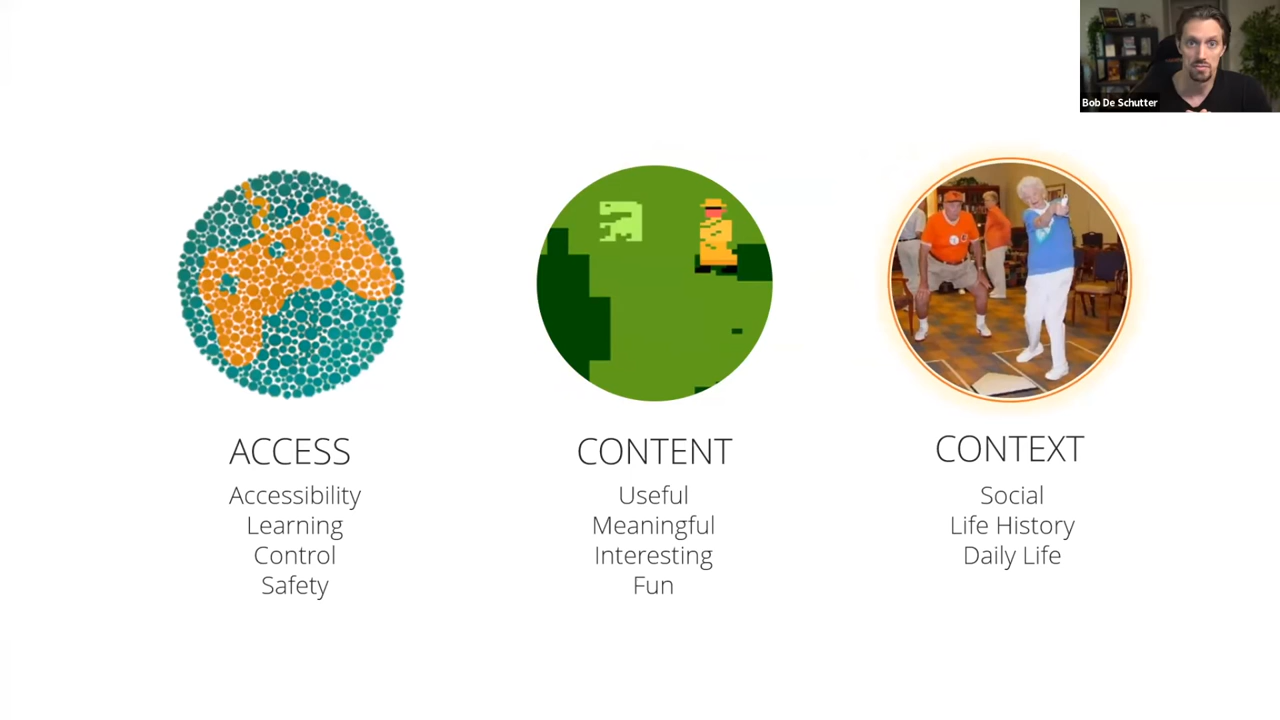 Bob De Schutter
ACCESS
Accessibility
Learning
Control
Safety
CONTENT
Useful
Meaningful
Interesting
Fun
CONTEXT
Social
Life History
Daily Life